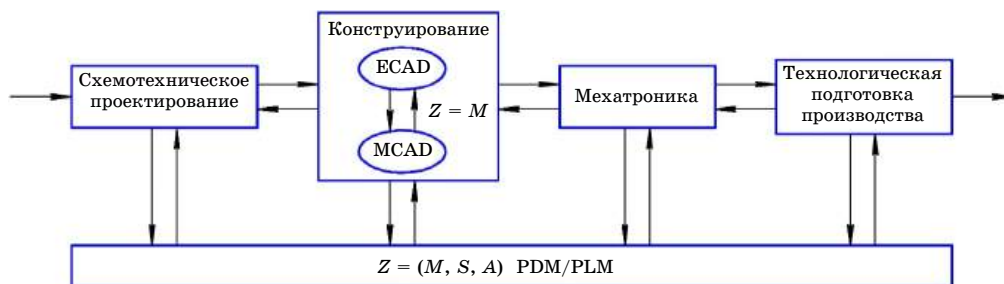 Схемотехническое
проектирование
Конструирование
ECAD
Z = M
MCAD
Мехатроника
Технологическая
подготовка
производства
Z = (M, S, A) PDM/PLM